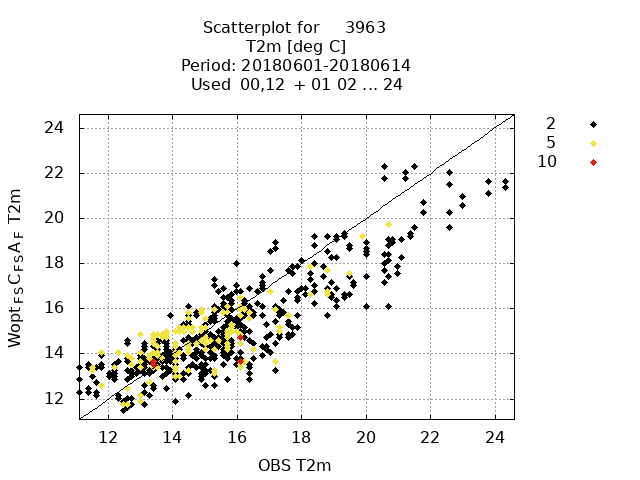 Scatterplot for 3963
T2m [deg C]
Period: 20180601-20180614
Used 00,12 + 01 02 ... 24
2
5
10
24
22
20
18
16
14
12
Wopt_FS C_FS A_F T2m
12 14 16 18 20 22 24
OBS T2m